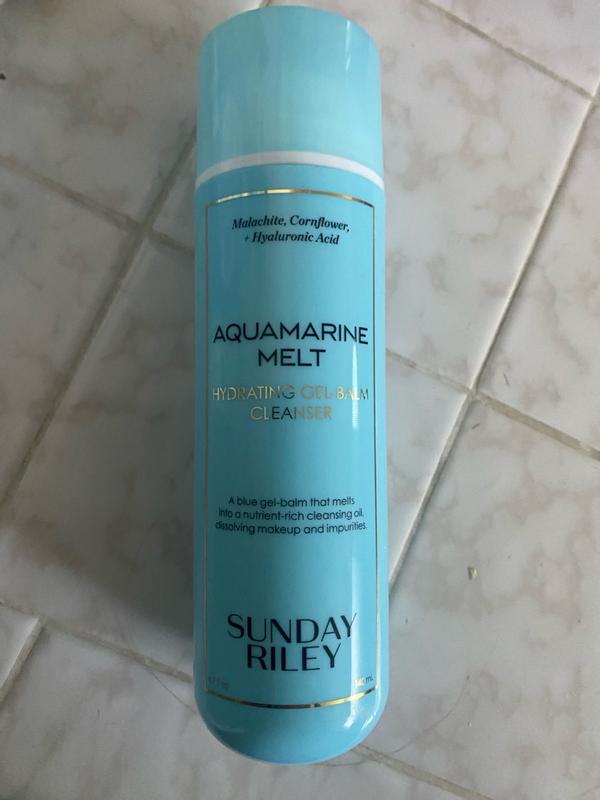 Malachite, Cornflower,
+ Hyaluronic Acid
AQUAMARINE
MELT
HYDRATING GEL-BALM
CLEANSER
A blue gel-balm that melts
into a nutrient-rich cleansing oil,
dissolving makeup and impurities.
SUNDAY
RILEY
mL